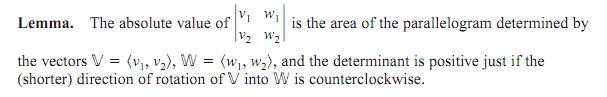 Lemma. The absolute value of |v₁ w₁| is the area of the parallelogram determined by
|v₂ w₂|
the vectors 𝕍 = ⟨v₁, v₂⟩, 𝕎 = ⟨w₁, w₂⟩, and the determinant is positive just if the
(shorter) direction of rotation of 𝕍 into 𝕎 is counterclockwise.